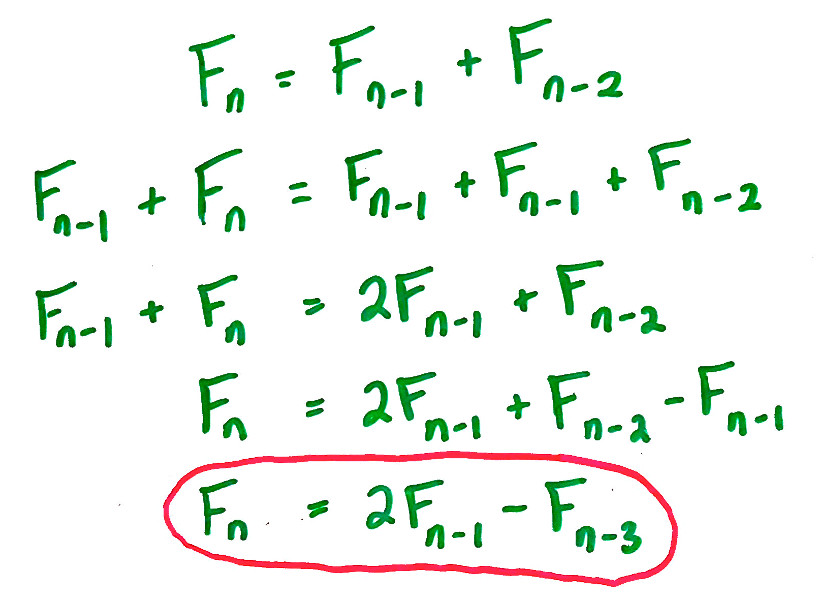 Fₙ = Fₙ₋₁ + Fₙ₋₂
Fₙ₋₁ + Fₙ = Fₙ₋₁ + Fₙ₋₁ + Fₙ₋₂
Fₙ₋₁ + Fₙ = 2Fₙ₋₁ + Fₙ₋₂
Fₙ = 2Fₙ₋₁ + Fₙ₋₂ - Fₙ₋₁
Fₙ = 2Fₙ₋₁ - Fₙ₋₃